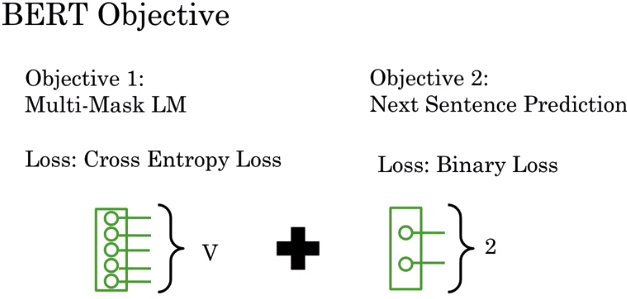 BERT Objective
Objective 1:
Multi-Mask LM
Loss: Cross Entropy Loss
V
Objective 2:
Next Sentence Prediction
Loss: Binary Loss
2